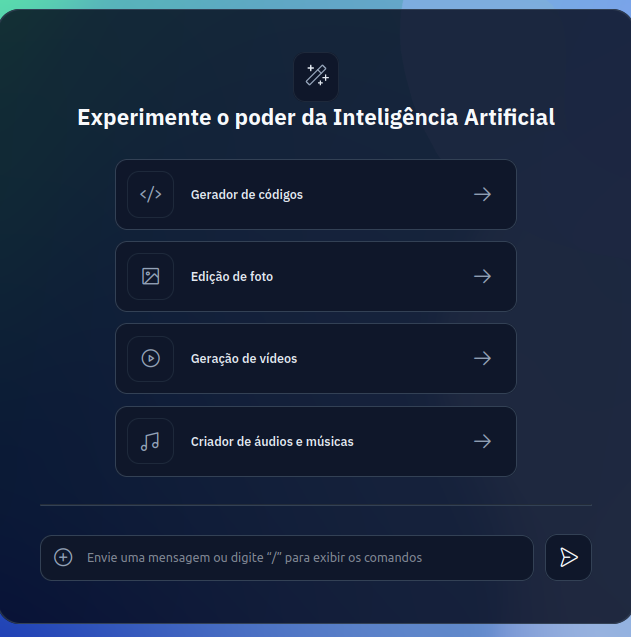 Experimente o poder da Inteligência Artificial
Gerador de códigos
Edição de foto
Geração de vídeos
Criador de áudios e músicas
Envie uma mensagem ou digite “/” para exibir os comandos